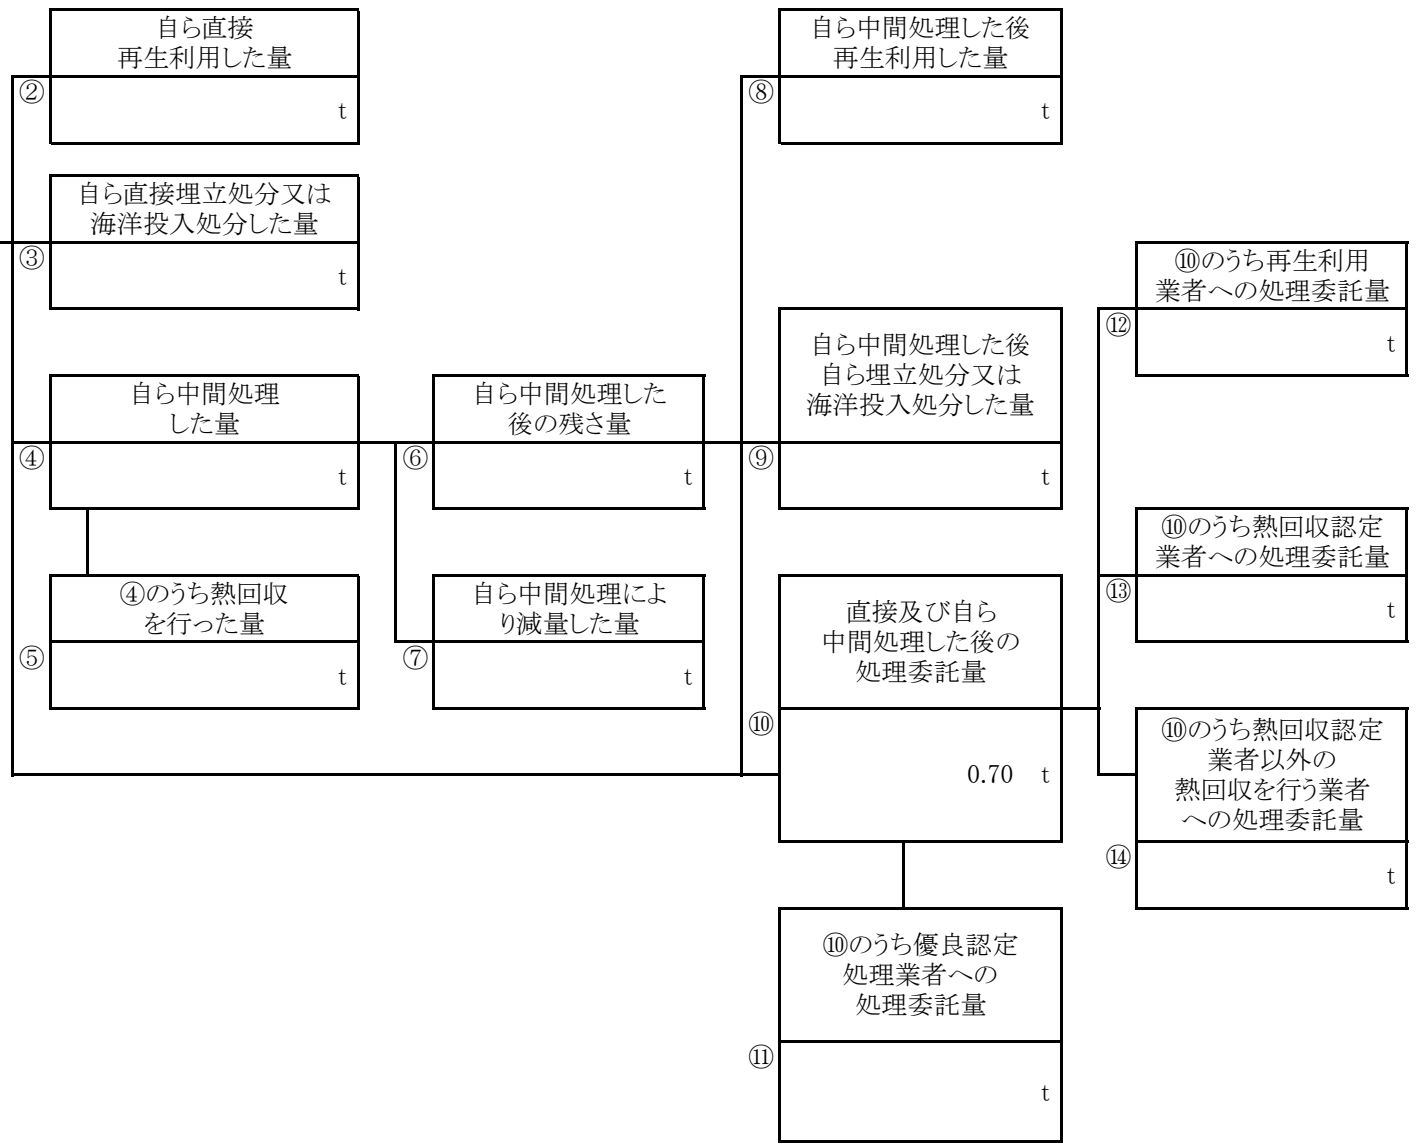 自ら直接
再生利用した量
②
t
自ら直接埋立処分又は
海洋投入処分した量
③
t
自ら中間処理
した量
④
t
④のうち熱回収
を行った量
⑤
t
自ら中間処理した
後の残さ量
⑥
t
自ら中間処理によ
り減量した量
⑦
t
自ら中間処理した後
再生利用した量
⑧
t
自ら中間処理した後
自ら埋立処分又は
海洋投入処分した量
⑨
t
直接及び自ら
中間処理した後の
処理委託量
⑩
0.70 t
⑩のうち優良認定
処理業者への
処理委託量
⑪
t
⑩のうち再生利用
業者への処理委託量
⑫
t
⑩のうち熱回収認定
業者への処理委託量
⑬
t
⑩のうち熱回収認定
業者以外の
熱回収を行う業者
への処理委託量
⑭
t